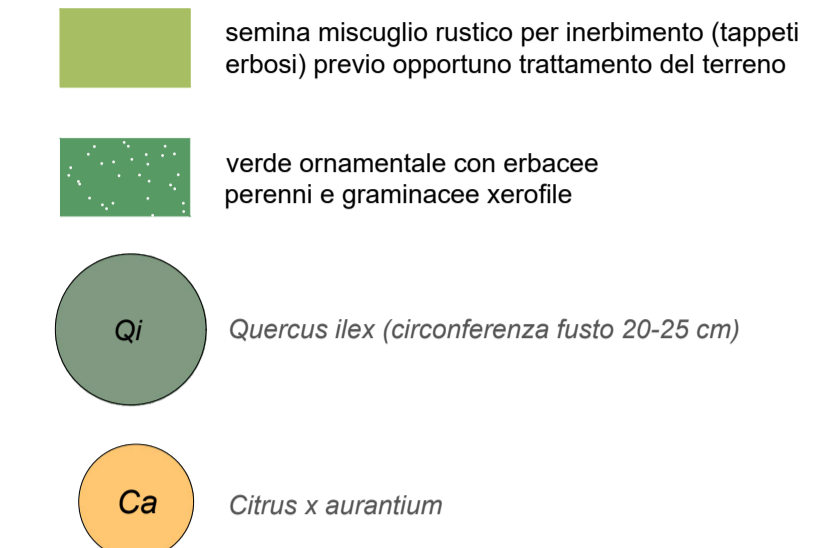 semina miscuglio rustico per inerbimento (tappeti
erbosi) previo opportuno trattamento del terreno
verde ornamentale con erbacee
perenni e graminacee xerofile
Qi
Quercus ilex (circonferenza fusto 20-25 cm)
Ca
Citrus x aurantium